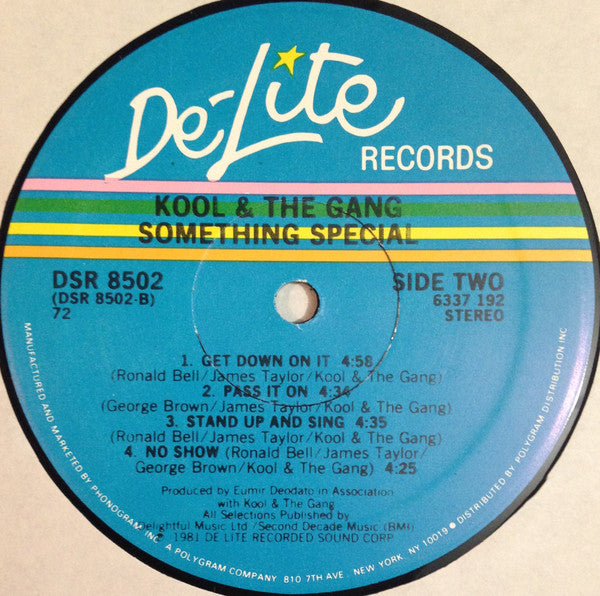 De-Lite
RECORDS
KOOL & THE GANG
SOMETHING SPECIAL
DSR 8502
(DSR 8502-B)
72
SIDE TWO
6337 192
STEREO
1. GET DOWN ON IT 4:58
(Ronald Bell/James Taylor/Kool & The Gang)
2. PASS IT ON 4:36
(George Brown/James Taylor/Kool & The Gang)
3. STAND UP AND SING 4:35
(Ronald Bell/James Taylor/Kool & The Gang)
4. NO SHOW (Ronald Bell/James Taylor/
George Brown/Kool & The Gang) 4:25
Produced by Eumir Deodato in Association
with Kool & The Gang
All Selections Published by
Delightful Music Ltd /Second Decade Music (BMI)
℗ 1981 DE LITE RECORDED SOUND CORP
MANUFACTURED AND MARKETED BY PHONOGRAM INC. A POLYGRAM COMPANY 810 7TH AVE NEW YORK, NY 10019 ● DISTRIBUTED BY POLYGRAM DISTRIBUTION INC